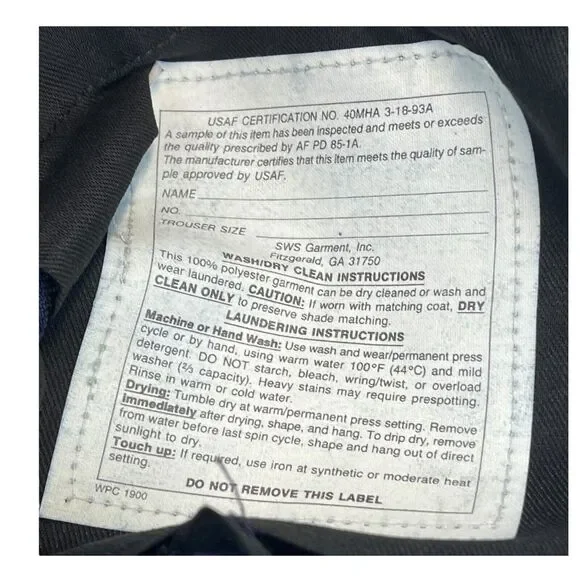 USAF CERTIFICATION NO. 40MHA 3-18-93A
A sample of this item has been inspected and meets or exceeds
the quality prescribed by AF PD 85-1A.
The manufacturer certifies that this item meets the quality of sam-
ple approved by USAF.
NAME
NO.
TROUSER SIZE
SWS Garment, Inc.
Fitzgerald, GA 31750
WASH/DRY CLEAN INSTRUCTIONS
This 100% polyester garment can be dry cleaned or wash and
wear laundered. CAUTION: If worn with matching coat, DRY
CLEAN ONLY to preserve shade matching.
LAUNDERING INSTRUCTIONS
Machine or Hand Wash: Use wash and wear/permanent press
cycle or by hand, using warm water 100°F (44°C) and mild
detergent. DO NOT starch, bleach, wring/twist, or overload
washer (⅔ capacity). Heavy stains may require prespotting.
Rinse in warm or cold water.
Drying: Tumble dry at warm/permanent press setting. Remove
immediately after drying, shape, and hang. To drip dry, remove
from water before last spin cycle, shape and hang out of direct
sunlight to dry.
Touch up: If required, use iron at synthetic or moderate heat
setting.
DO NOT REMOVE THIS LABEL
WPC 1900